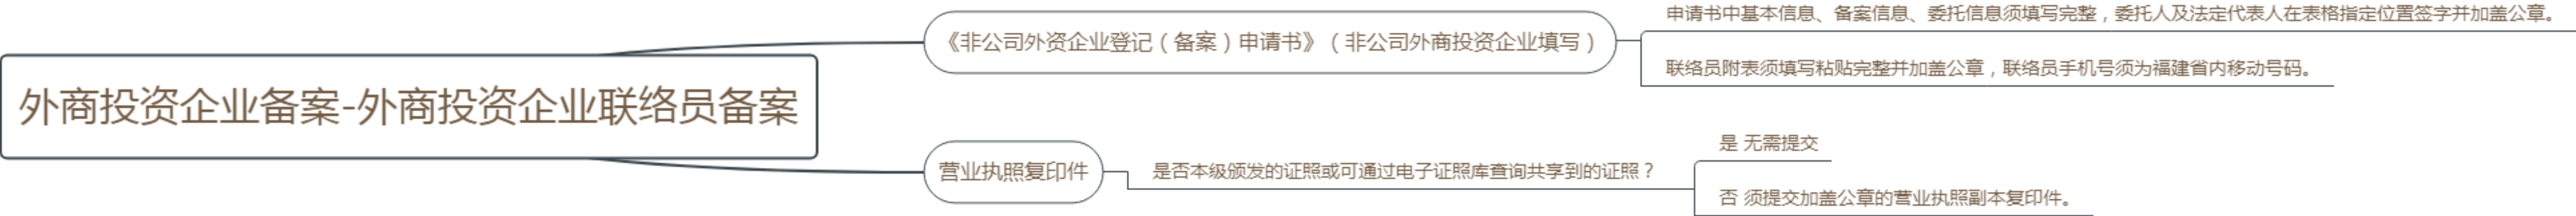 外商投资企业备案-外商投资企业联络员备案
《非公司外资企业登记（备案）申请书》（非公司外商投资企业填写）
申请书中基本信息、备案信息、委托信息须填写完整，委托人及法定代表人在表格指定位置签字并加盖公章。
联络员附表须填写粘贴完整并加盖公章，联络员手机号须为福建省内移动号码。
营业执照复印件
是否本级颁发的证照或可通过电子证照库查询共享到的证照？
是 无需提交
否 须提交加盖公章的营业执照副本复印件。